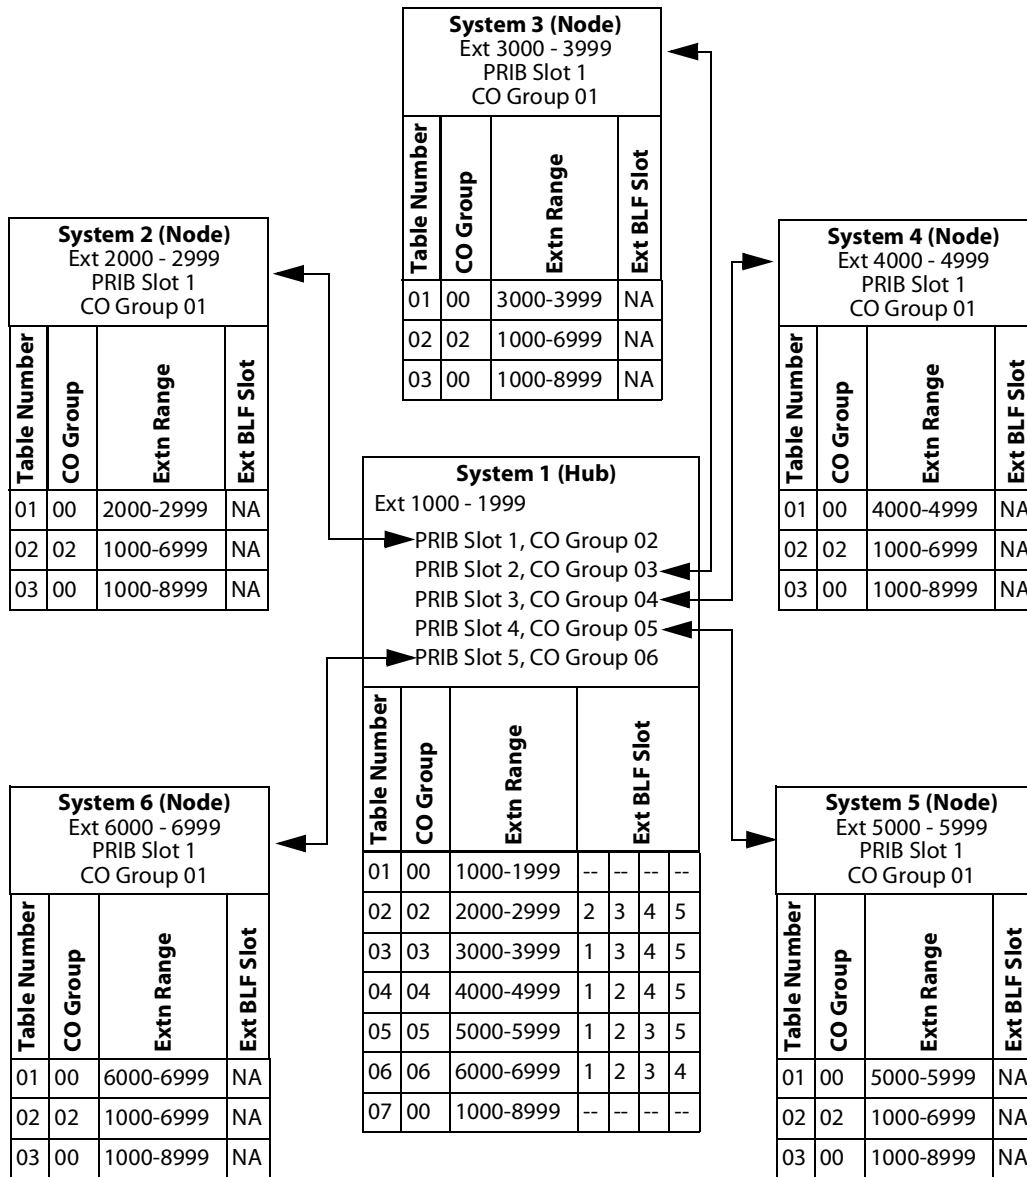 System 3 (Node)
Ext 3000 - 3999
PRIB Slot 1
CO Group 01
Table Number CO Group Extn Range Ext BLF Slot
01 00 3000-3999 NA
02 02 1000-6999 NA
03 00 1000-8999 NA
System 2 (Node)
Ext 2000 - 2999
PRIB Slot 1
CO Group 01
Table Number CO Group Extn Range Ext BLF Slot
01 00 2000-2999 NA
02 02 1000-6999 NA
03 00 1000-8999 NA
System 4 (Node)
Ext 4000 - 4999
PRIB Slot 1
CO Group 01
Table Number CO Group Extn Range Ext BLF Slot
01 00 4000-4999 NA
02 02 1000-6999 NA
03 00 1000-8999 NA
System 1 (Hub)
Ext 1000 - 1999
PRIB Slot 1, CO Group 02
PRIB Slot 2, CO Group 03
PRIB Slot 3, CO Group 04
PRIB Slot 4, CO Group 05
PRIB Slot 5, CO Group 06
Table Number CO Group Extn Range Ext BLF Slot
01 00 1000-1999 -- -- -- --
02 02 2000-2999 2 3 4 5
03 03 3000-3999 1 3 4 5
04 04 4000-4999 1 2 4 5
05 05 5000-5999 1 2 3 5
06 06 6000-6999 1 2 3 4
07 00 1000-8999 -- -- -- --
System 6 (Node)
Ext 6000 - 6999
PRIB Slot 1
CO Group 01
Table Number CO Group Extn Range Ext BLF Slot
01 00 6000-6999 NA
02 02 1000-6999 NA
03 00 1000-8999 NA
System 5 (Node)
Ext 5000 - 5999
PRIB Slot 1
CO Group 01
Table Number CO Group Extn Range Ext BLF Slot
01 00 5000-5999 NA
02 02 1000-6999 NA
03 00 1000-8999 NA